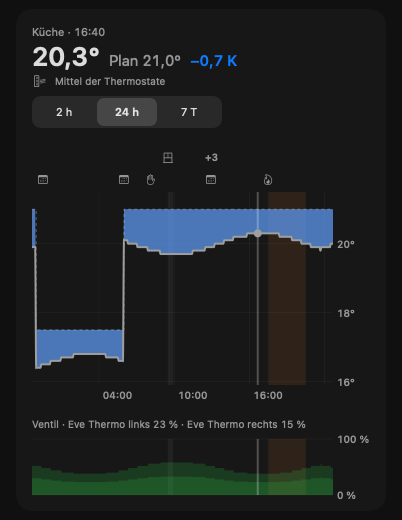 Küche · 16:40
20,3° Plan 21,0° −0,7 K
Mittel der Thermostate
2 h 24 h 7 T
+3
20°
18°
16°
04:00 10:00 16:00
Ventil · Eve Thermo links 23 % · Eve Thermo rechts 15 %
100 %
0 %